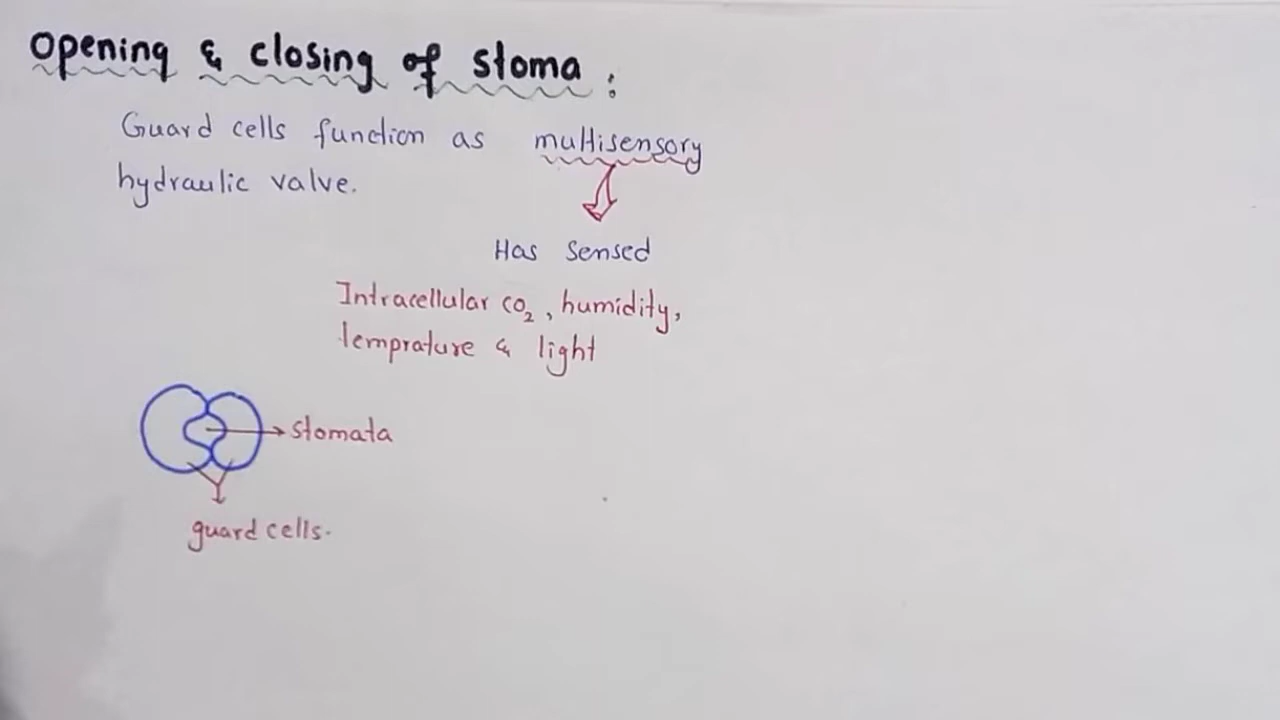 Opening & closing of stoma :
Guard cells function as multisensory
hydraulic valve.
Has sensed
Intracellular CO₂, humidity,
temprature & light
stomata
guard cells.